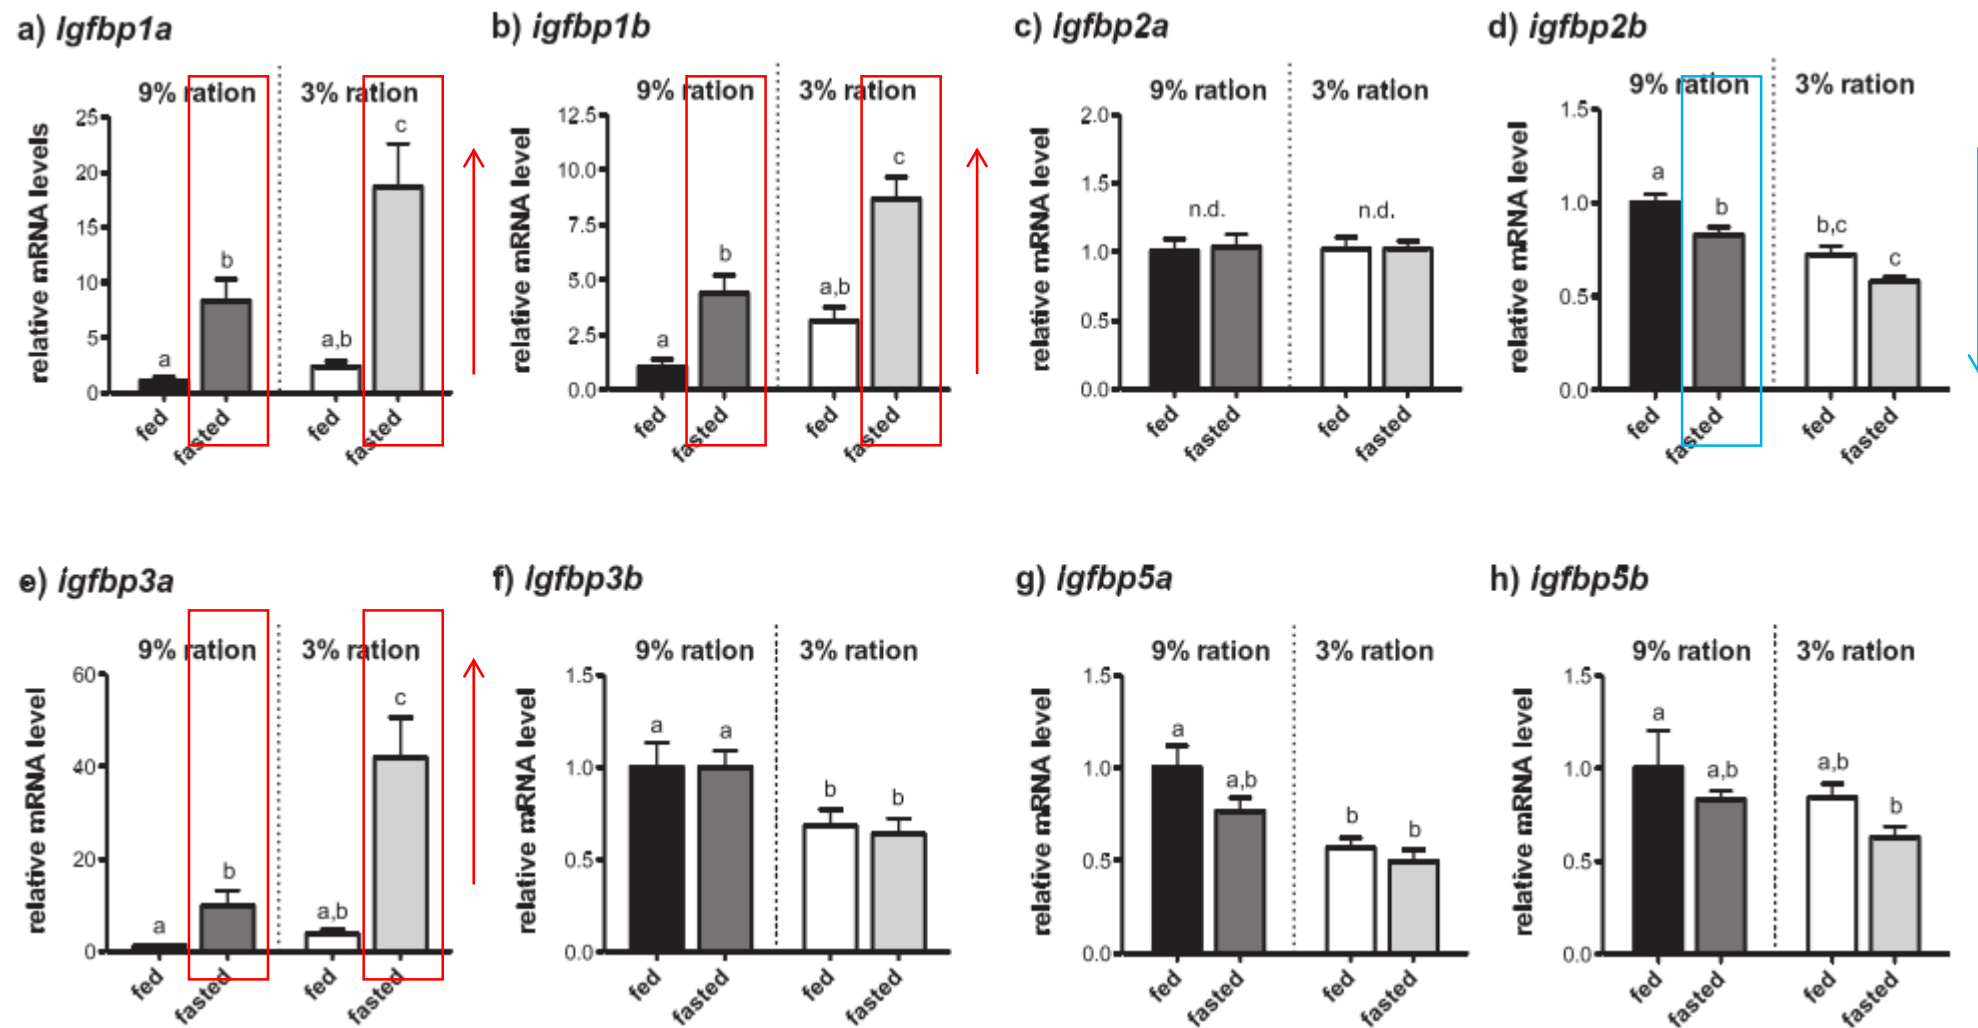 a) Igfbp1a
9% ration 3% ration
relative mRNA levels
25
20
15
10
5
0
a
b
a,b
c
fed
fasted
fed
fasted
b) Igfbp1b
9% ration 3% ration
relative mRNA level
12.5
10.0
7.5
5.0
2.5
0.0
a
b
a,b
c
fed
fasted
fed
fasted
c) Igfbp2a
9% ration 3% ration
relative mRNA level
2.0
1.5
1.0
0.5
0.0
n.d.
n.d.
fed
fasted
fed
fasted
d) igfbp2b
9% ration 3% ration
relative mRNA level
1.5
1.0
0.5
0.0
a
b
b,c
c
fed
fasted
fed
fasted
e) Igfbp3a
9% ration 3% ration
relative mRNA level
60
40
20
0
a
b
a,b
c
fed
fasted
fed
fasted
f) Igfbp3b
9% ration 3% ration
relative mRNA level
1.5
1.0
0.5
0.0
a
a
b
b
fed
fasted
fed
fasted
g) Igfbp5a
9% ration 3% ration
relative mRNA level
1.5
1.0
0.5
0.0
a
a,b
b
b
fed
fasted
fed
fasted
h) igfbp5b
9% ration 3% ration
relative mRNA level
1.5
1.0
0.5
0.0
a
a,b
a,b
b
fed
fasted
fed
fasted